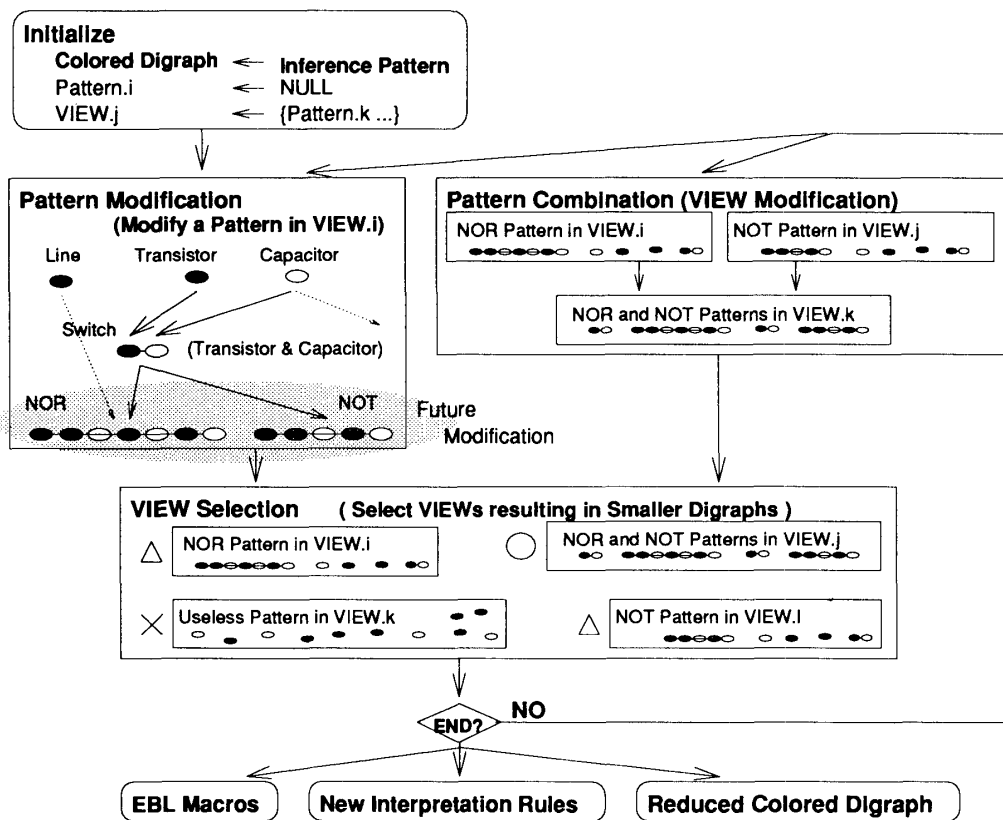 Initialize
Colored Digraph ← Inference Pattern
Pattern.i ← NULL
VIEW.j ← {Pattern.k ...}
Pattern Modification
(Modify a Pattern in VIEW.i)
Line Transistor Capacitor
Switch
(Transistor & Capacitor)
NOR NOT
Future
Modification
Pattern Combination (VIEW Modification)
NOR Pattern in VIEW.i
NOT Pattern in VIEW.j
NOR and NOT Patterns in VIEW.k
VIEW Selection ( Select VIEWs resulting in Smaller Digraphs )
NOR Pattern in VIEW.i
NOR and NOT Patterns in VIEW.j
Useless Pattern in VIEW.k
NOT Pattern in VIEW.l
END?
NO
EBL Macros
New Interpretation Rules
Reduced Colored Digraph